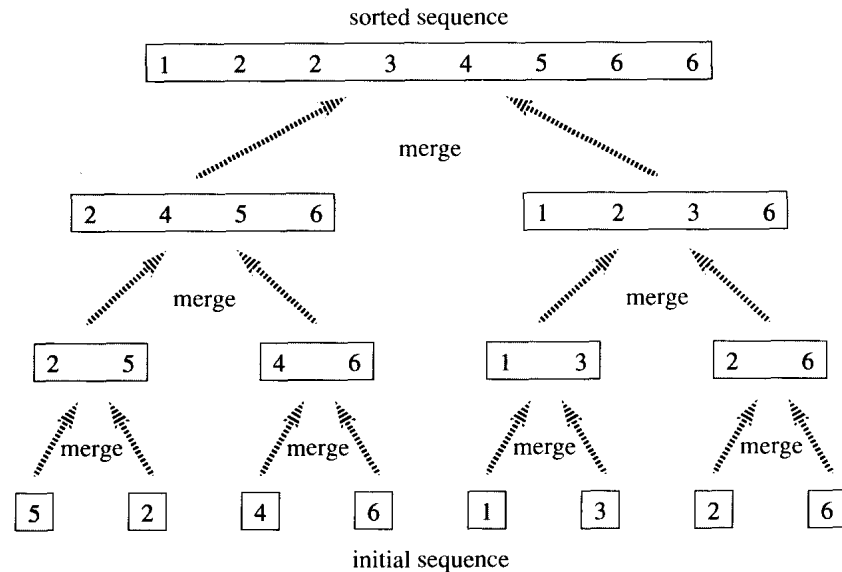 sorted sequence
1 2 2 3 4 5 6 6
merge
2 4 5 6 1 2 3 6
merge merge
2 5 4 6 1 3 2 6
merge merge merge merge
5 2 4 6 1 3 2 6
initial sequence